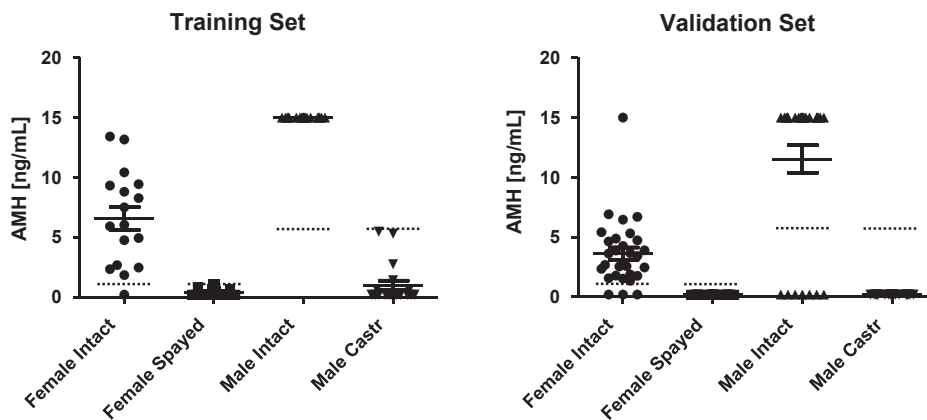 Training Set
20
15
10
5
0
AMH [ng/mL]
Female Intact
Female Spayed
Male Intact
Male Castr
Validation Set
20
15
10
5
0
AMH [ng/mL]
Female Intact
Female Spayed
Male Intact
Male Castr